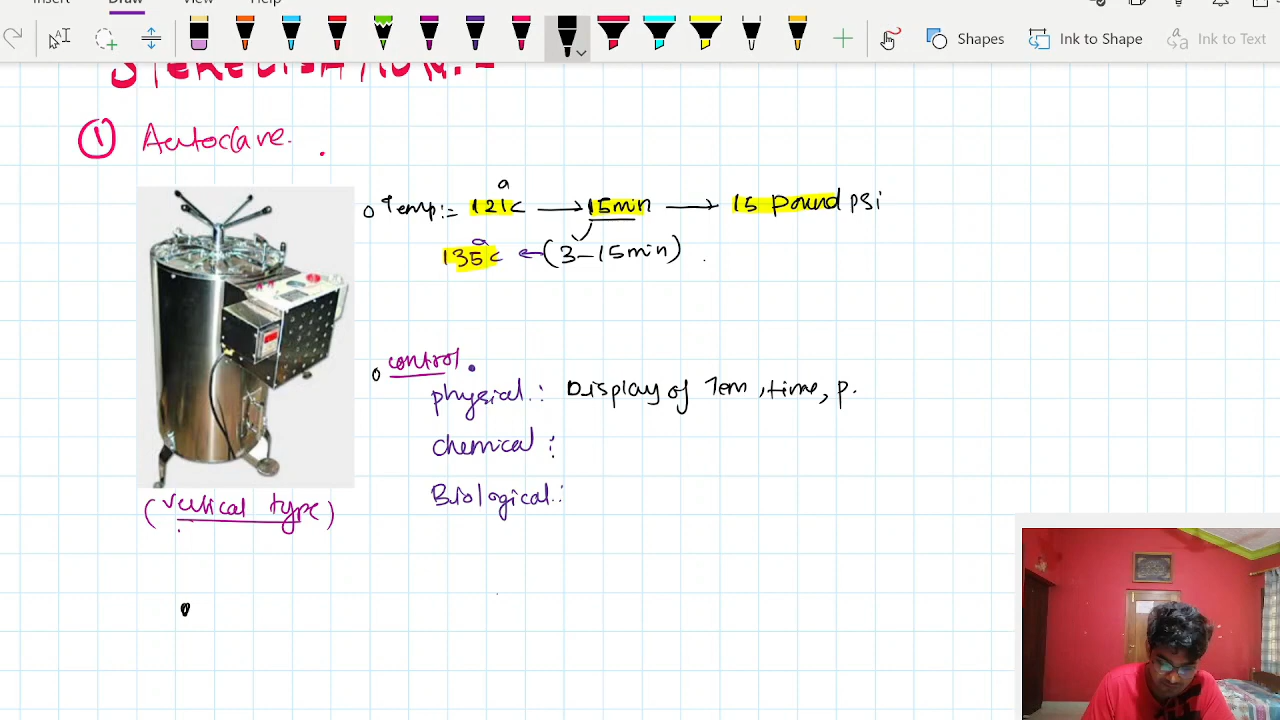 Insert Draw View Help
Shapes Ink to Shape Ink to Text
STERELISATION:-
① Autoclave.
Temp:- 121°c → 15min → 15 pound psi
135°c ← (3-15min)
control.
physical.: Display of Tem, time, p.
chemical :
Biological.:
(vertical type)